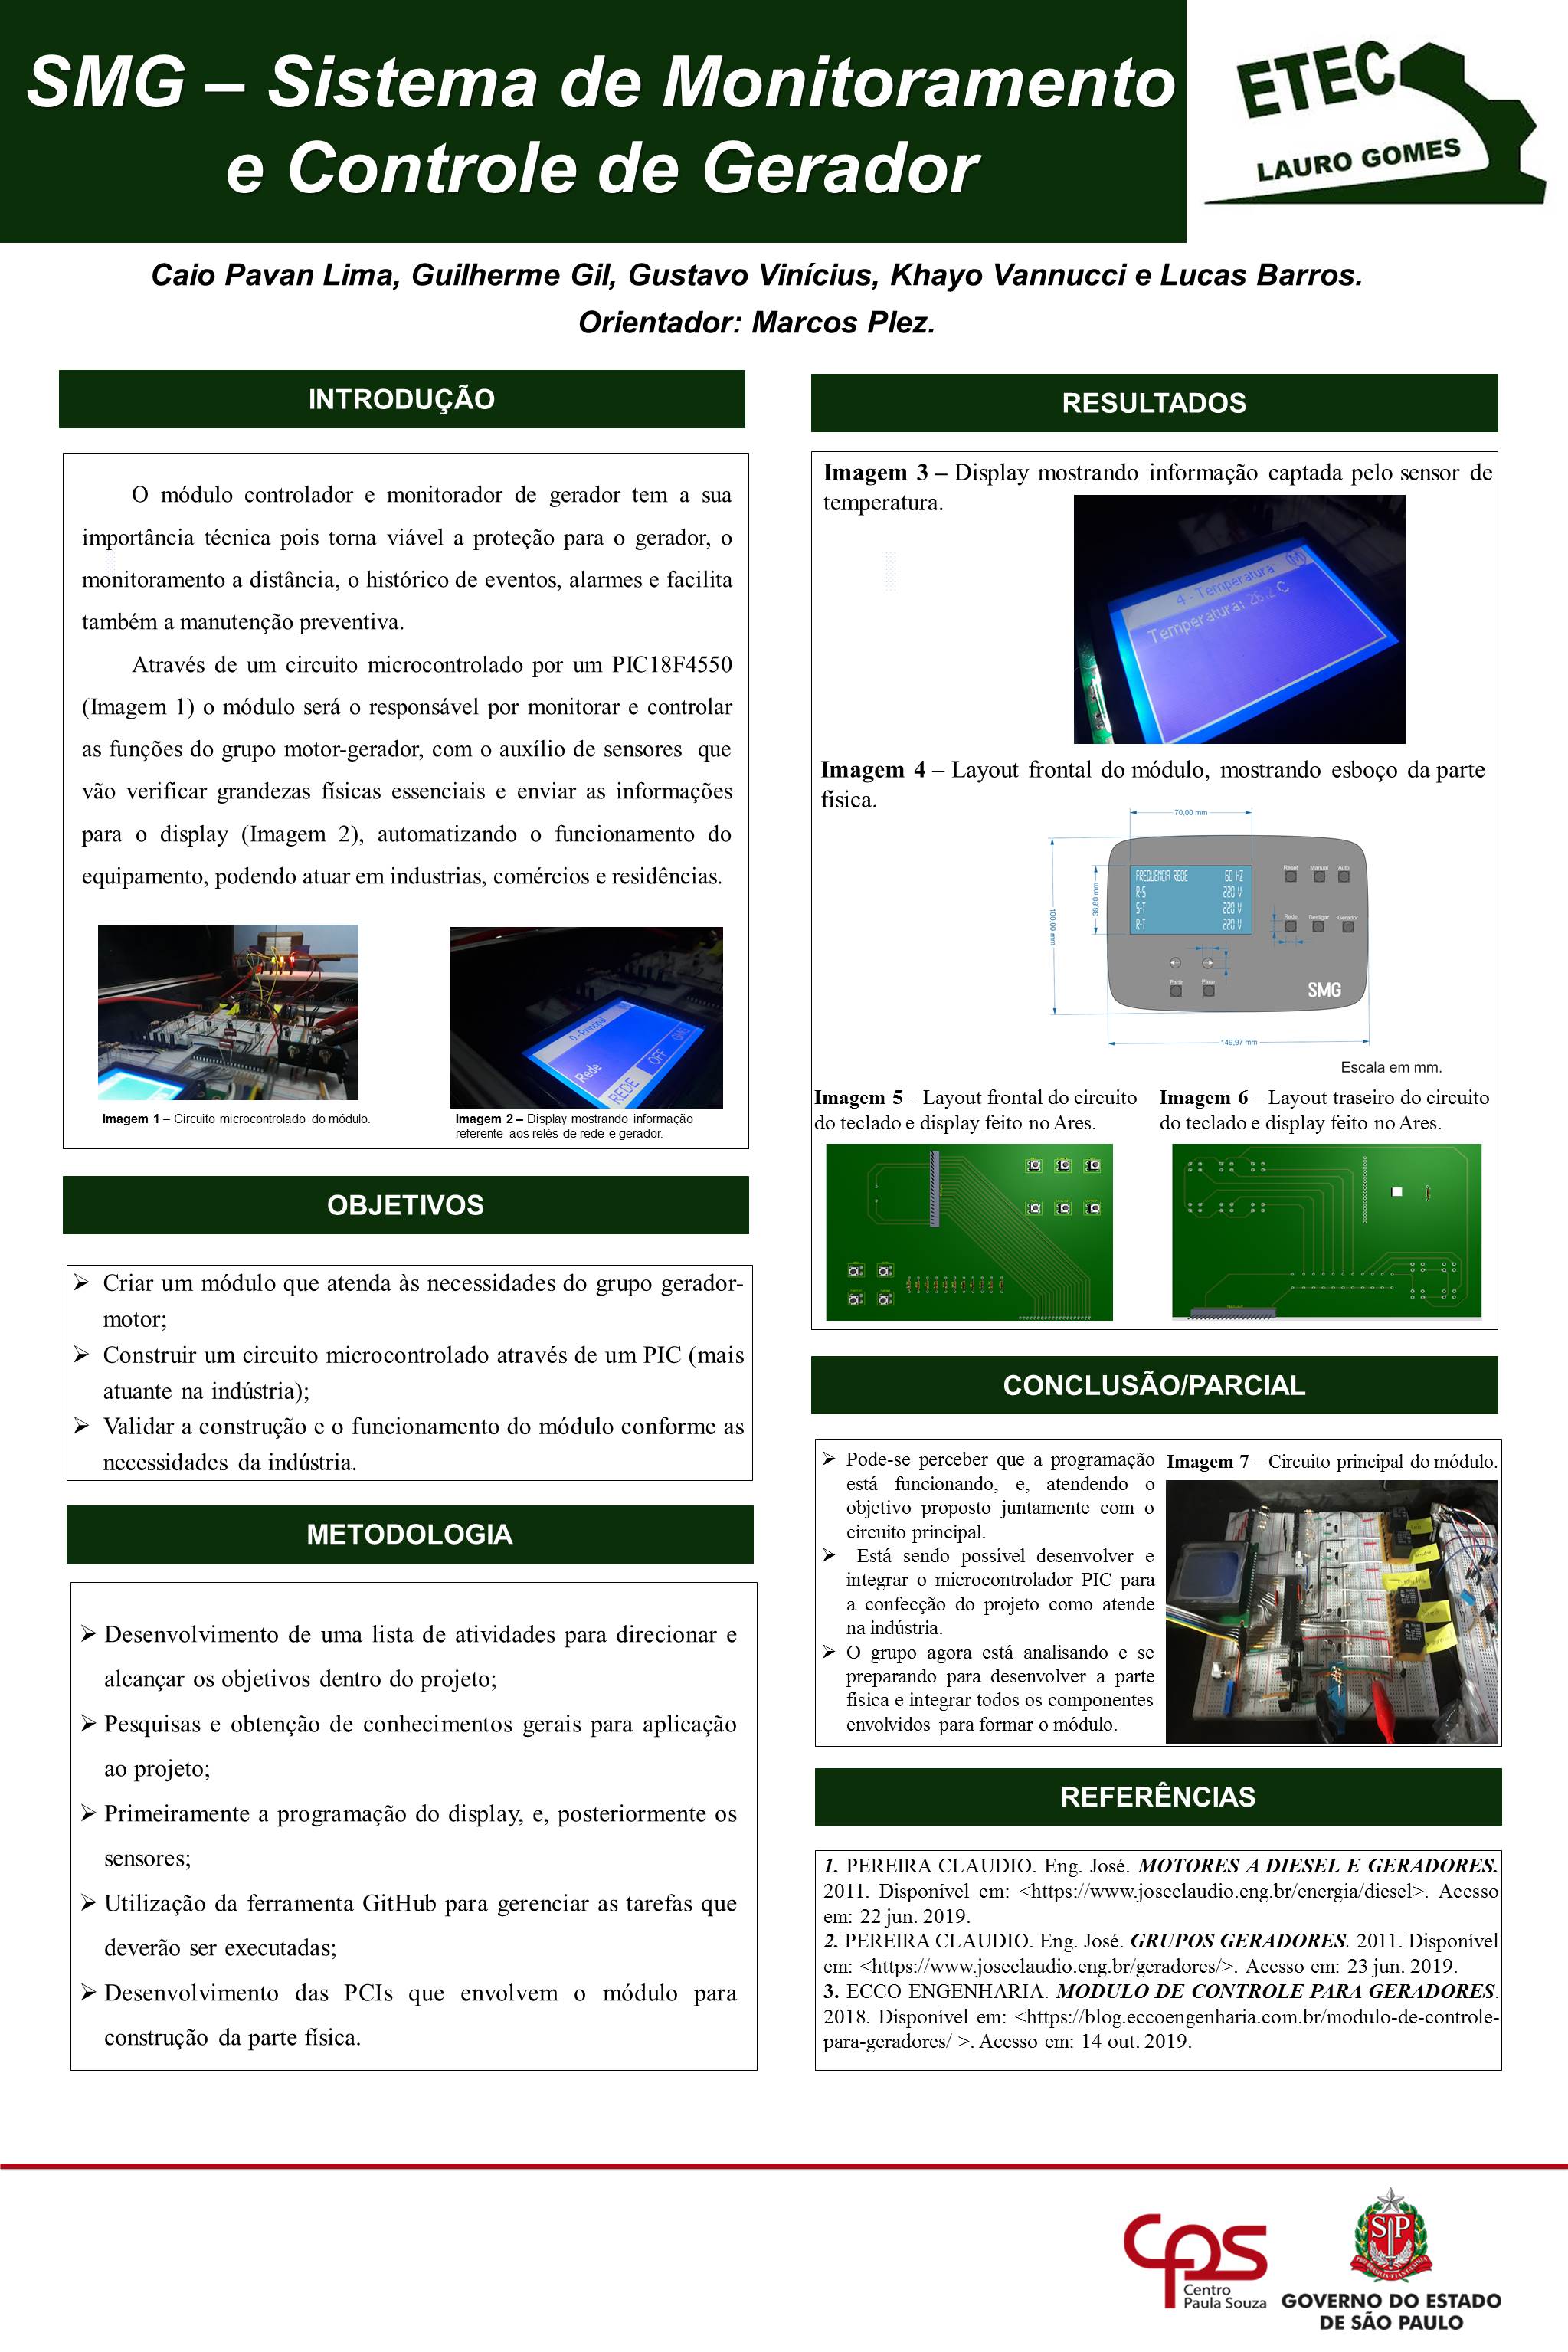 SMG – Sistema de Monitoramento
e Controle de Gerador
ETEC
LAURO GOMES
Caio Pavan Lima, Guilherme Gil, Gustavo Vinícius, Khayo Vannucci e Lucas Barros.
Orientador: Marcos Plez.
INTRODUÇÃO
O módulo controlador e monitorador de gerador tem a sua
importância técnica pois torna viável a proteção para o gerador, o
monitoramento a distância, o histórico de eventos, alarmes e facilita
também a manutenção preventiva.
Através de um circuito microcontrolado por um PIC18F4550
(Imagem 1) o módulo será o responsável por monitorar e controlar
as funções do grupo motor-gerador, com o auxílio de sensores que
vão verificar grandezas físicas essenciais e enviar as informações
para o display (Imagem 2), automatizando o funcionamento do
equipamento, podendo atuar em industrias, comércios e residências.
0 - Principal
Rede
REDE OFF GMG
Imagem 1 – Circuito microcontrolado do módulo.
Imagem 2 – Display mostrando informação
referente aos relés de rede e gerador.
OBJETIVOS
➢ Criar um módulo que atenda às necessidades do grupo gerador-
motor;
➢ Construir um circuito microcontrolado através de um PIC (mais
atuante na indústria);
➢ Validar a construção e o funcionamento do módulo conforme as
necessidades da indústria.
METODOLOGIA
➢ Desenvolvimento de uma lista de atividades para direcionar e
alcançar os objetivos dentro do projeto;
➢ Pesquisas e obtenção de conhecimentos gerais para aplicação
ao projeto;
➢ Primeiramente a programação do display, e, posteriormente os
sensores;
➢ Utilização da ferramenta GitHub para gerenciar as tarefas que
deverão ser executadas;
➢ Desenvolvimento das PCIs que envolvem o módulo para
construção da parte física.
RESULTADOS
Imagem 3 – Display mostrando informação captada pelo sensor de
temperatura.
4 - Temperatura (M)
Temperatura: 26.2 C
Imagem 4 – Layout frontal do módulo, mostrando esboço da parte
física.
70,00 mm
100,00 mm
38,80 mm
FREQUENCIA REDE 60 HZ
R-S 220 V
S-T 220 V
R-T 220 V
Reset Manual Auto
Rede Desligar Gerador
Partir Parar
SMG
149,97 mm
Escala em mm.
Imagem 5 – Layout frontal do circuito
do teclado e display feito no Ares.
Imagem 6 – Layout traseiro do circuito
do teclado e display feito no Ares.
CONCLUSÃO/PARCIAL
➢ Pode-se perceber que a programação
está funcionando, e, atendendo o
objetivo proposto juntamente com o
circuito principal.
➢ Está sendo possível desenvolver e
integrar o microcontrolador PIC para
a confecção do projeto como atende
na indústria.
➢ O grupo agora está analisando e se
preparando para desenvolver a parte
física e integrar todos os componentes
envolvidos para formar o módulo.
Imagem 7 – Circuito principal do módulo.
REFERÊNCIAS
1. PEREIRA CLAUDIO. Eng. José. MOTORES A DIESEL E GERADORES.
2011. Disponível em: <https://www.joseclaudio.eng.br/energia/diesel>. Acesso
em: 22 jun. 2019.
2. PEREIRA CLAUDIO. Eng. José. GRUPOS GERADORES. 2011. Disponível
em: <https://www.joseclaudio.eng.br/geradores/>. Acesso em: 23 jun. 2019.
3. ECCO ENGENHARIA. MODULO DE CONTROLE PARA GERADORES.
2018. Disponível em: <https://blog.eccoengenharia.com.br/modulo-de-controle-
para-geradores/ >. Acesso em: 14 out. 2019.
cps
Centro
Paula Souza
SP
GOVERNO DO ESTADO
DE SÃO PAULO